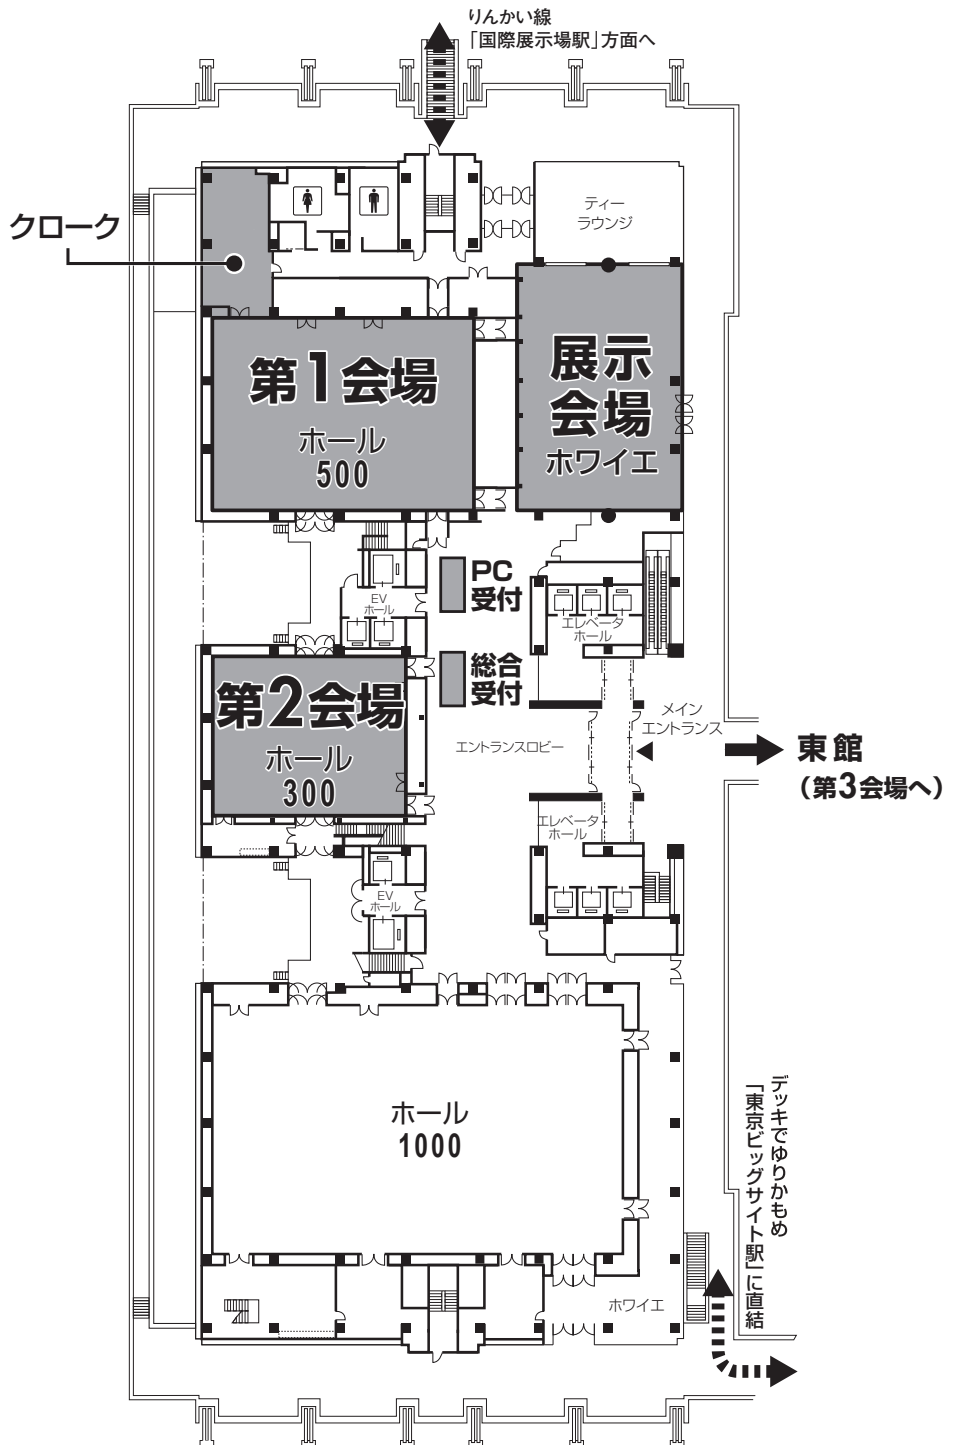 りんかい線
「国際展示場駅」方面へ
ティー
ラウンジ
クローク
第1会場
ホール
500
展示
会場
ホワイエ
PC
受付
EV
ホール
エレベータ
ホール
総合
受付
第2会場
ホール
300
メイン
エントランス
エントランスロビー
東館
（第3会場へ）
エレベータ
ホール
EV
ホール
ホール
1000
デッキでゆりかもめ
「東京ビッグサイト駅」に直結
ホワイエ